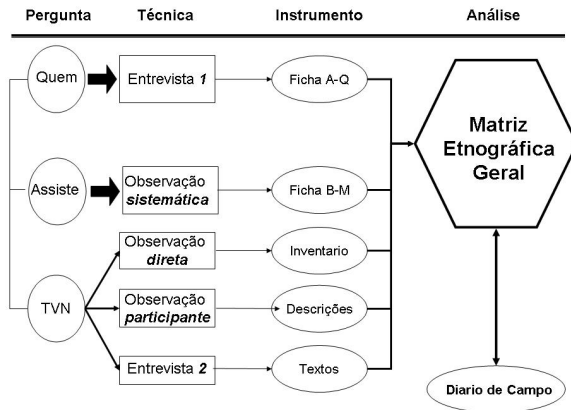 Pergunta Técnica Instrumento Análise
Quem
Entrevista 1
Ficha A-Q
Assiste
Observação
sistemática
Ficha B-M
TVN
Observação
direta
Inventario
Observação
participante
Descrições
Entrevista 2
Textos
Matriz
Etnográfica
Geral
Diario de Campo